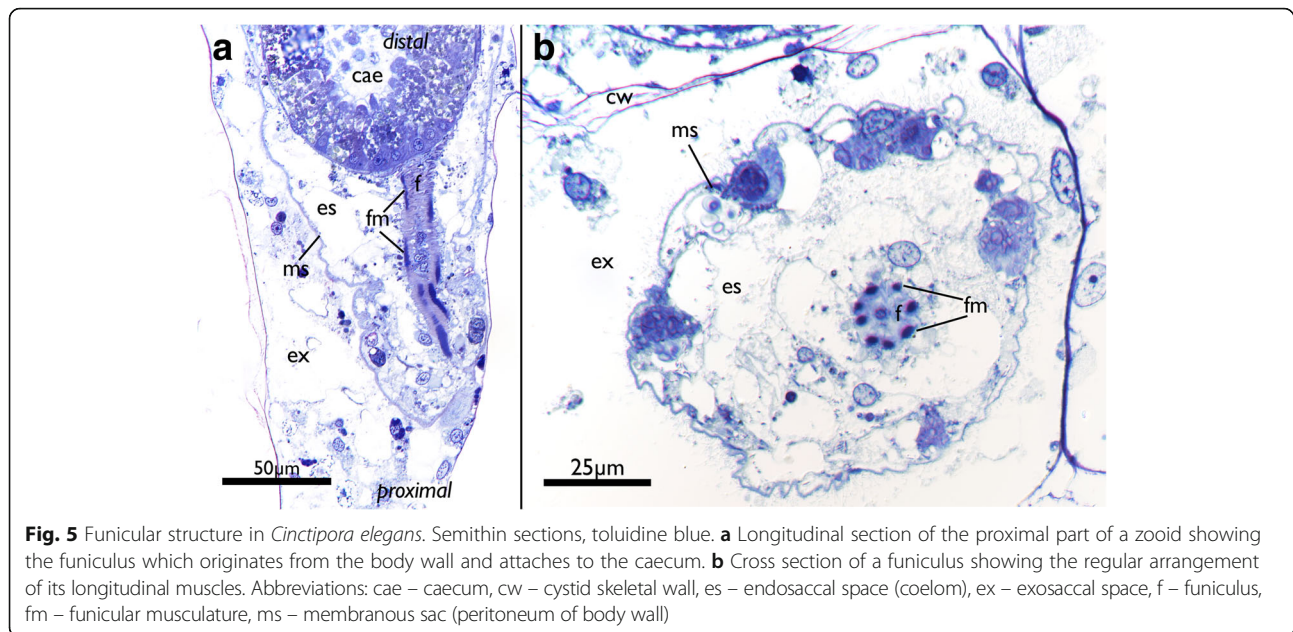 a
distal
cae
f
es
fm
ms
ex
50µm
proximal
b
cw
ms
ex
es
f
fm
25µm
Fig. 5 Funicular structure in Cinctipora elegans. Semithin sections, toluidine blue. a Longitudinal section of the proximal part of a zooid showing
the funiculus which originates from the body wall and attaches to the caecum. b Cross section of a funiculus showing the regular arrangement
of its longitudinal muscles. Abbreviations: cae – caecum, cw – cystid skeletal wall, es – endosaccal space (coelom), ex – exosaccal space, f – funiculus,
fm – funicular musculature, ms – membranous sac (peritoneum of body wall)